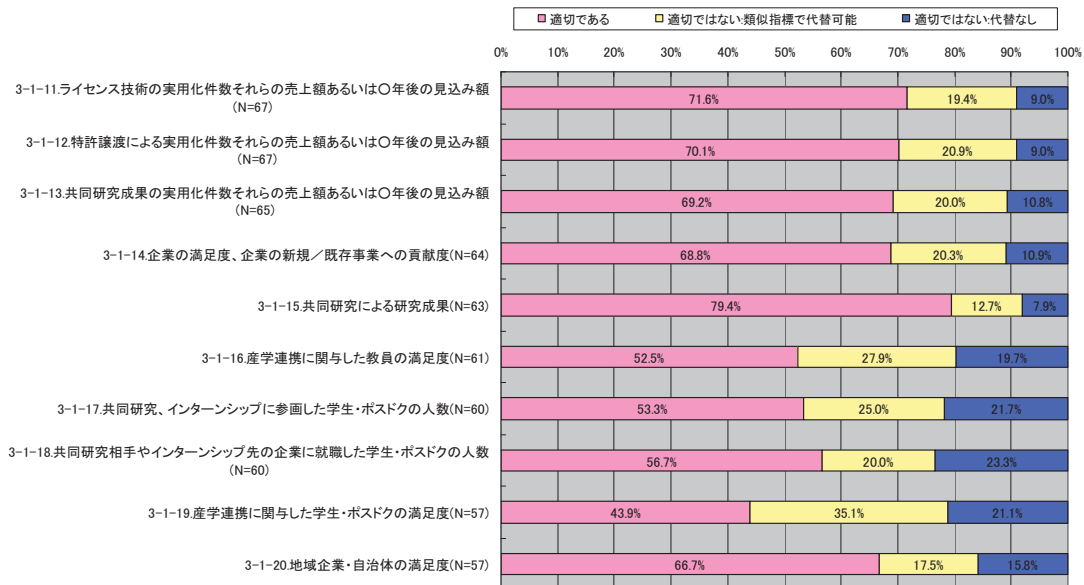 適切である 適切ではない:類似指標で代替可能 適切ではない:代替なし
0% 10% 20% 30% 40% 50% 60% 70% 80% 90% 100%
3-1-11.ライセンス技術の実用化件数それらの売上額あるいは〇年後の見込み額
(N=67)
71.6% 19.4% 9.0%
3-1-12.特許譲渡による実用化件数それらの売上額あるいは〇年後の見込み額
(N=67)
70.1% 20.9% 9.0%
3-1-13.共同研究成果の実用化件数それらの売上額あるいは〇年後の見込み額
(N=65)
69.2% 20.0% 10.8%
3-1-14.企業の満足度、企業の新規/既存事業への貢献度(N=64)
68.8% 20.3% 10.9%
3-1-15.共同研究による研究成果(N=63)
79.4% 12.7% 7.9%
3-1-16.産学連携に関与した教員の満足度(N=61)
52.5% 27.9% 19.7%
3-1-17.共同研究、インターンシップに参画した学生・ポスドクの人数(N=60)
53.3% 25.0% 21.7%
3-1-18.共同研究相手やインターンシップ先の企業に就職した学生・ポスドクの人数
(N=60)
56.7% 20.0% 23.3%
3-1-19.産学連携に関与した学生・ポスドクの満足度(N=57)
43.9% 35.1% 21.1%
3-1-20.地域企業・自治体の満足度(N=57)
66.7% 17.5% 15.8%